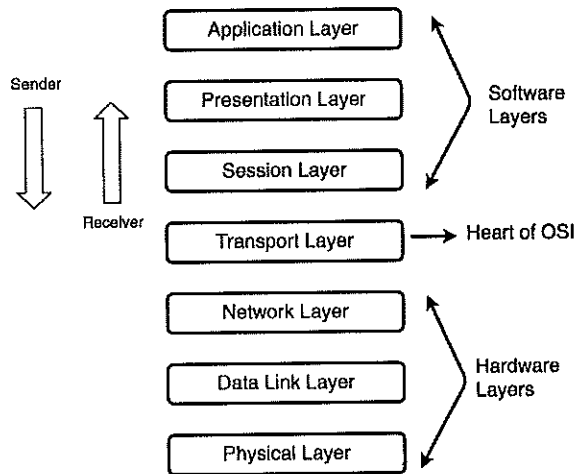 Application Layer
Sender
Presentation Layer
Software
Layers
Session Layer
Receiver
Transport Layer
Heart of OSI
Network Layer
Hardware
Layers
Data Link Layer
Physical Layer